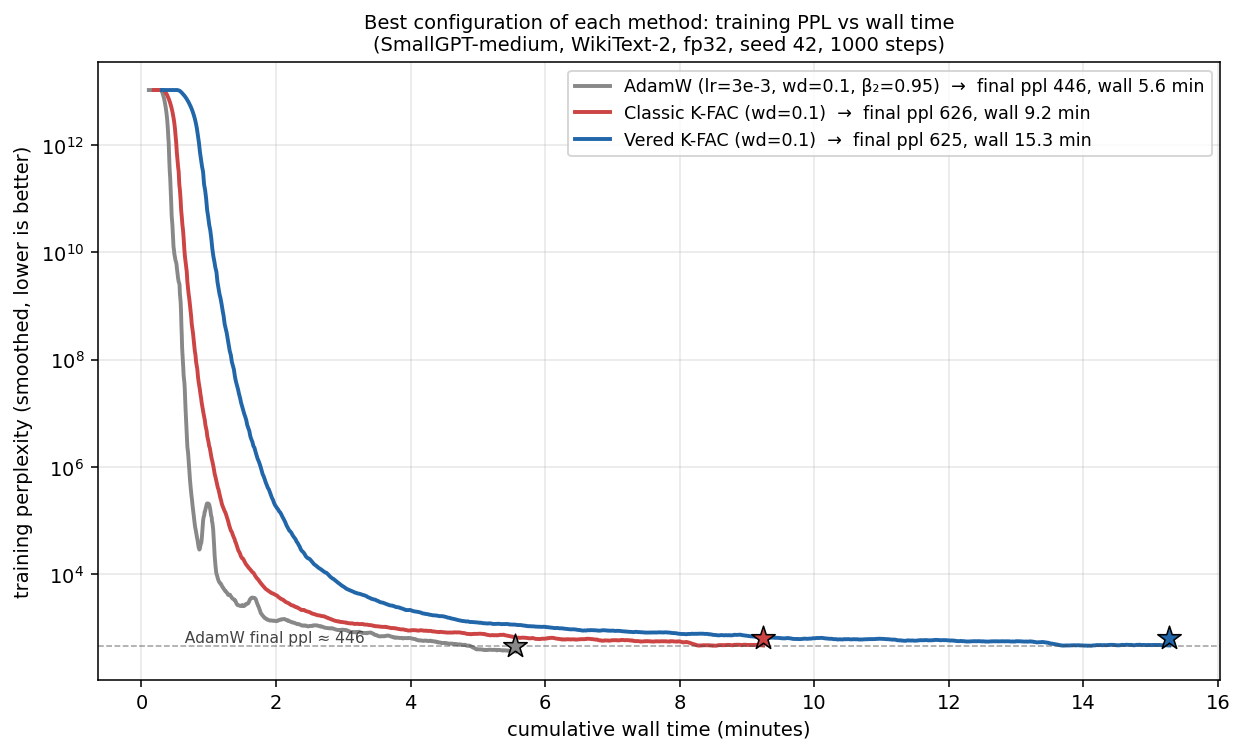 Best configuration of each method: training PPL vs wall time
(SmallGPT-medium, WikiText-2, fp32, seed 42, 1000 steps)
AdamW (lr=3e-3, wd=0.1, β₂=0.95) → final ppl 446, wall 5.6 min
Classic K-FAC (wd=0.1) → final ppl 626, wall 9.2 min
Vered K-FAC (wd=0.1) → final ppl 625, wall 15.3 min
training perplexity (smoothed, lower is better)
10¹²
10¹⁰
10⁸
10⁶
10⁴
AdamW final ppl ≈ 446
0 2 4 6 8 10 12 14 16
cumulative wall time (minutes)